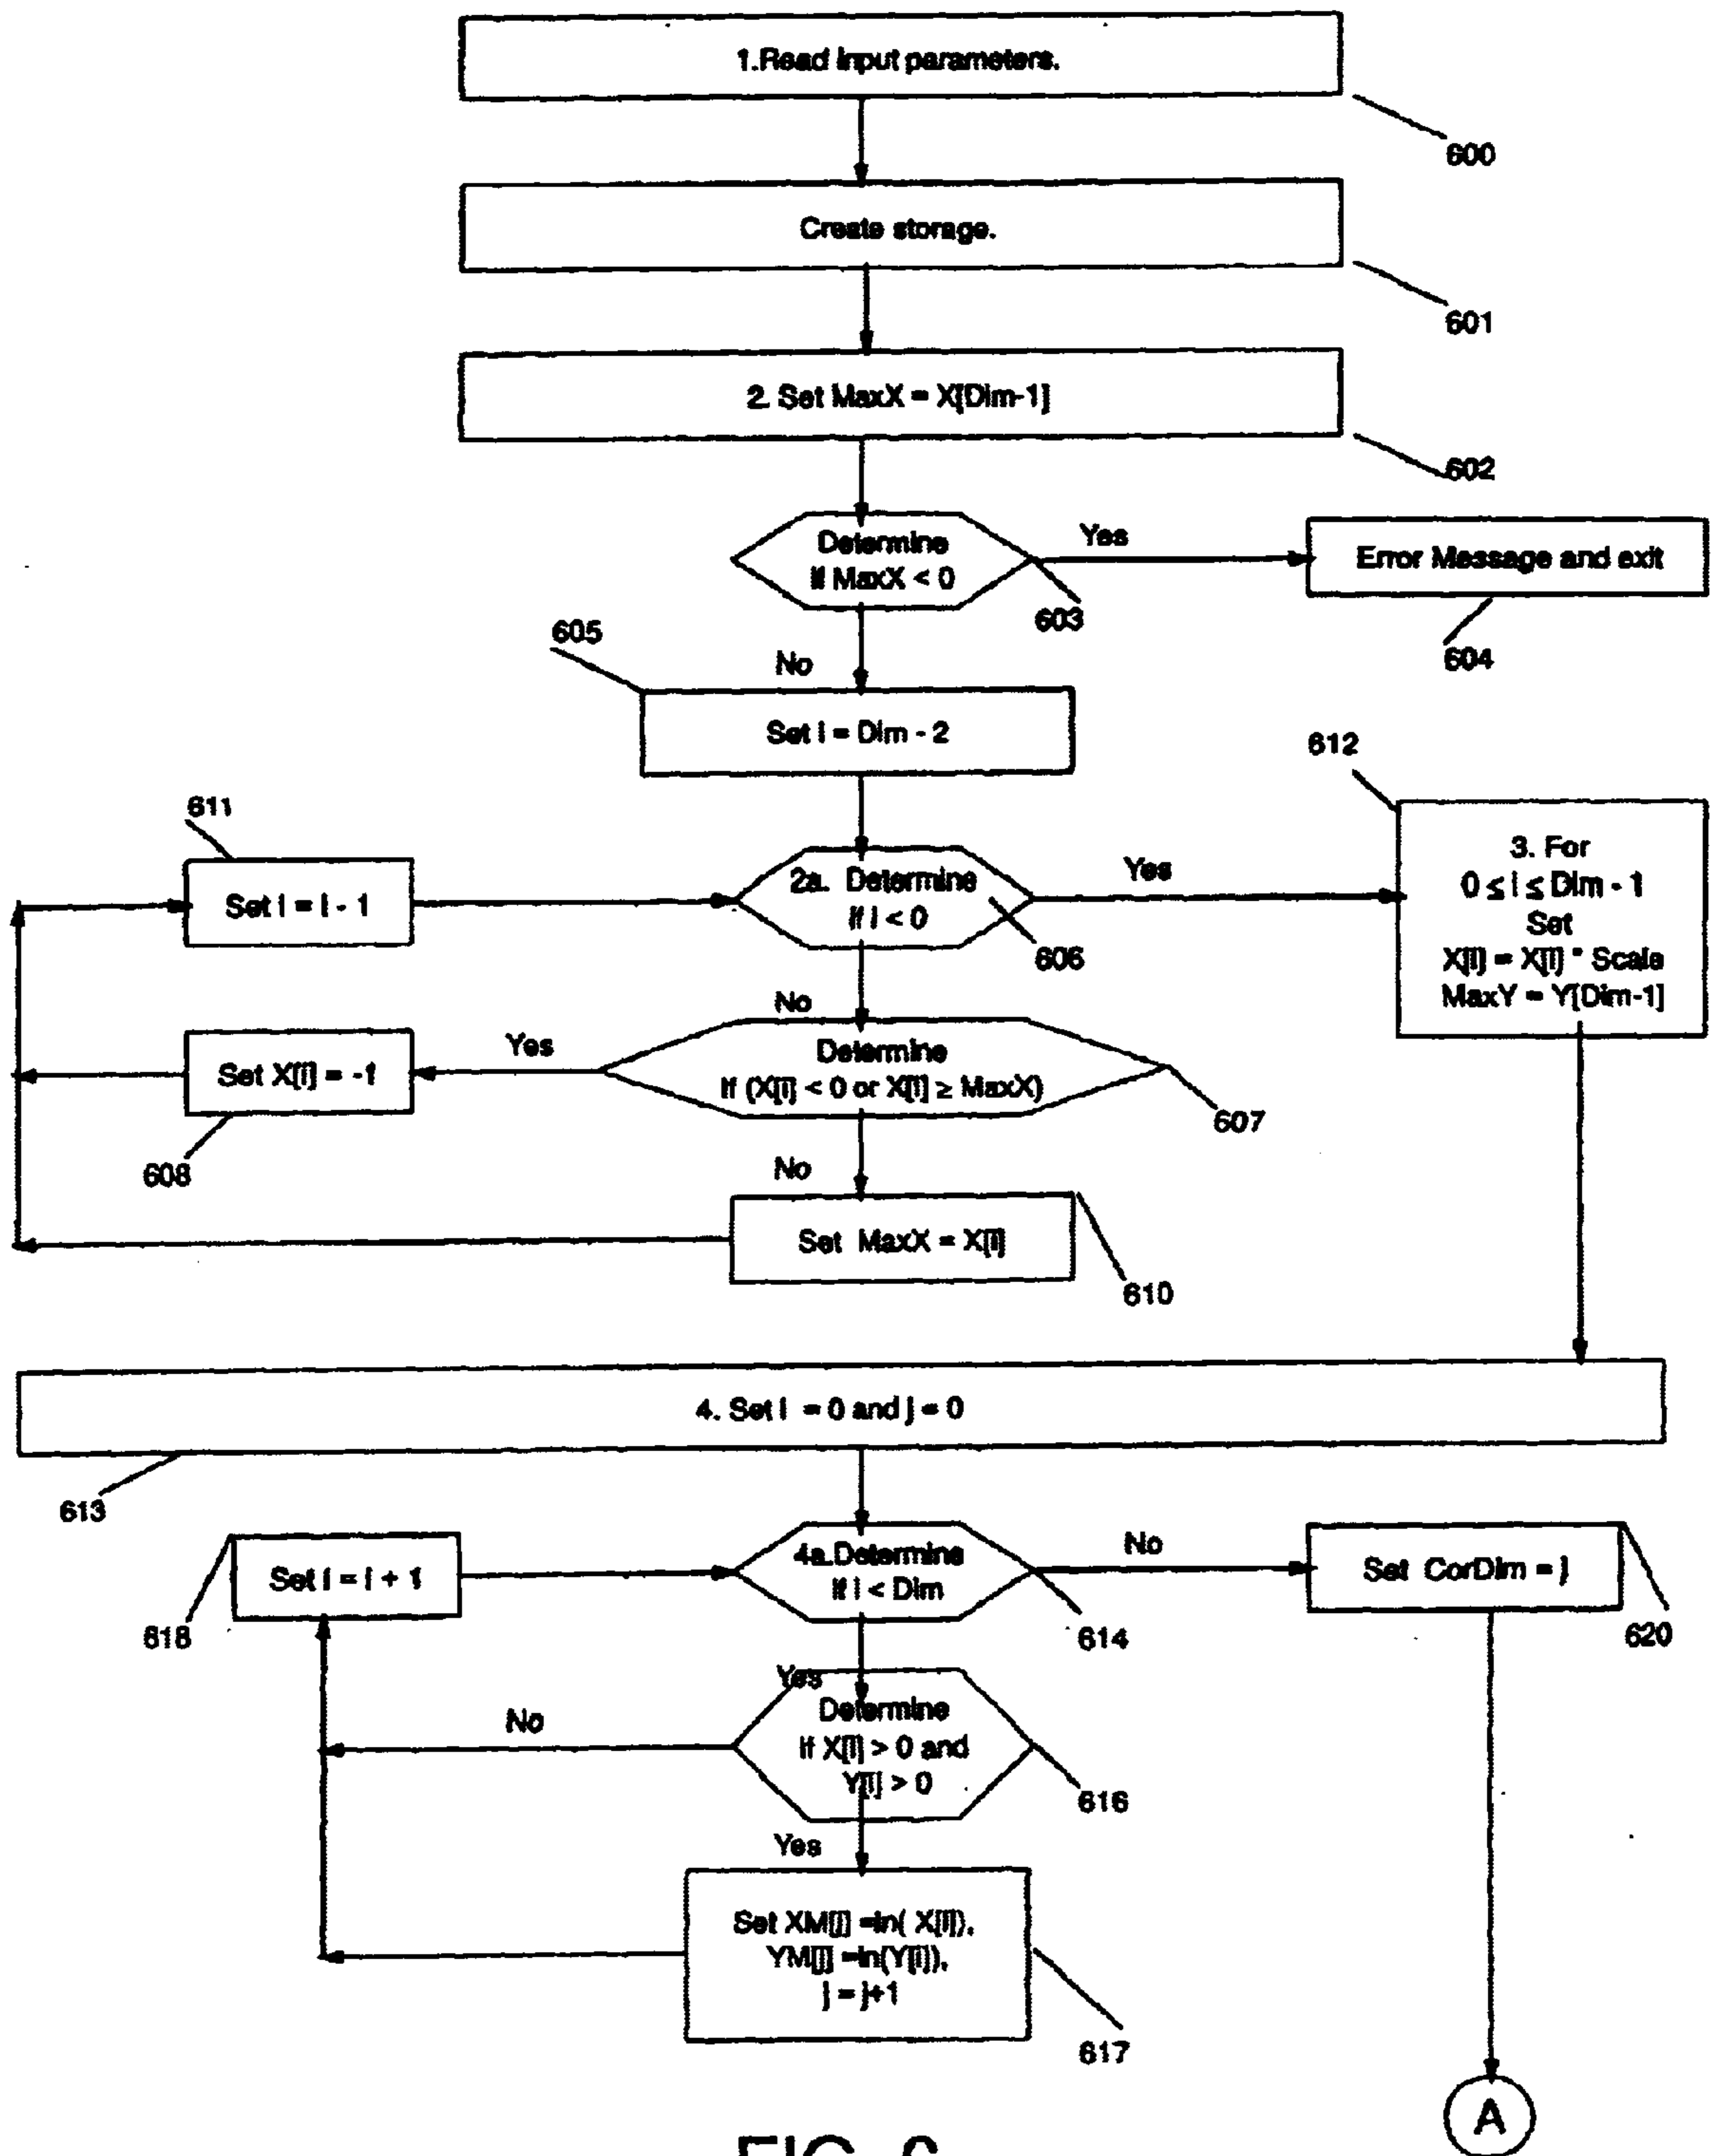 1.Read input parameters.
600
Create storage.
601
2. Set MaxX = X[Dim-1]
602
Determine
If MaxX < 0
Yes
Error Message and exit
603
604
605
No
Set i = Dim - 2
612
611
Set i = i - 1
2a. Determine
If i < 0
Yes
606
3. For
0 ≤ i ≤ Dim - 1
Set
X[i] = X[i] * Scale
MaxY = Y[Dim-1]
No
Set X[i] = -1
Yes
Determine
If (X[i] < 0 or X[i] ≥ MaxX)
607
608
No
Set MaxX = X[i]
610
4. Set i = 0 and j = 0
613
Set i = i + 1
4a.Determine
If i < Dim
No
Set CorDim = j
618
614
620
Yes
No
Determine
If X[i] > 0 and
Y[i] > 0
616
Yes
Set XM[j] =ln( X[i]),
YM[j] =ln(Y[i]),
j = j+1
617
A